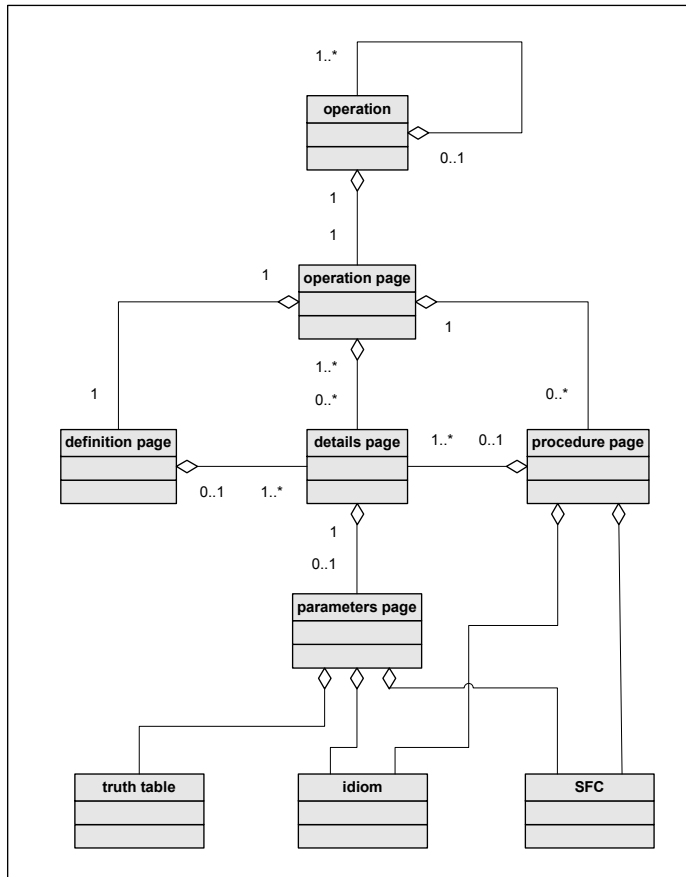 1..*
operation
0..1
1
1
operation page
1
1
1..*
0..*
1
0..*
definition page
details page
procedure page
0..1
1..*
1..*
0..1
1
0..1
parameters page
truth table
idiom
SFC